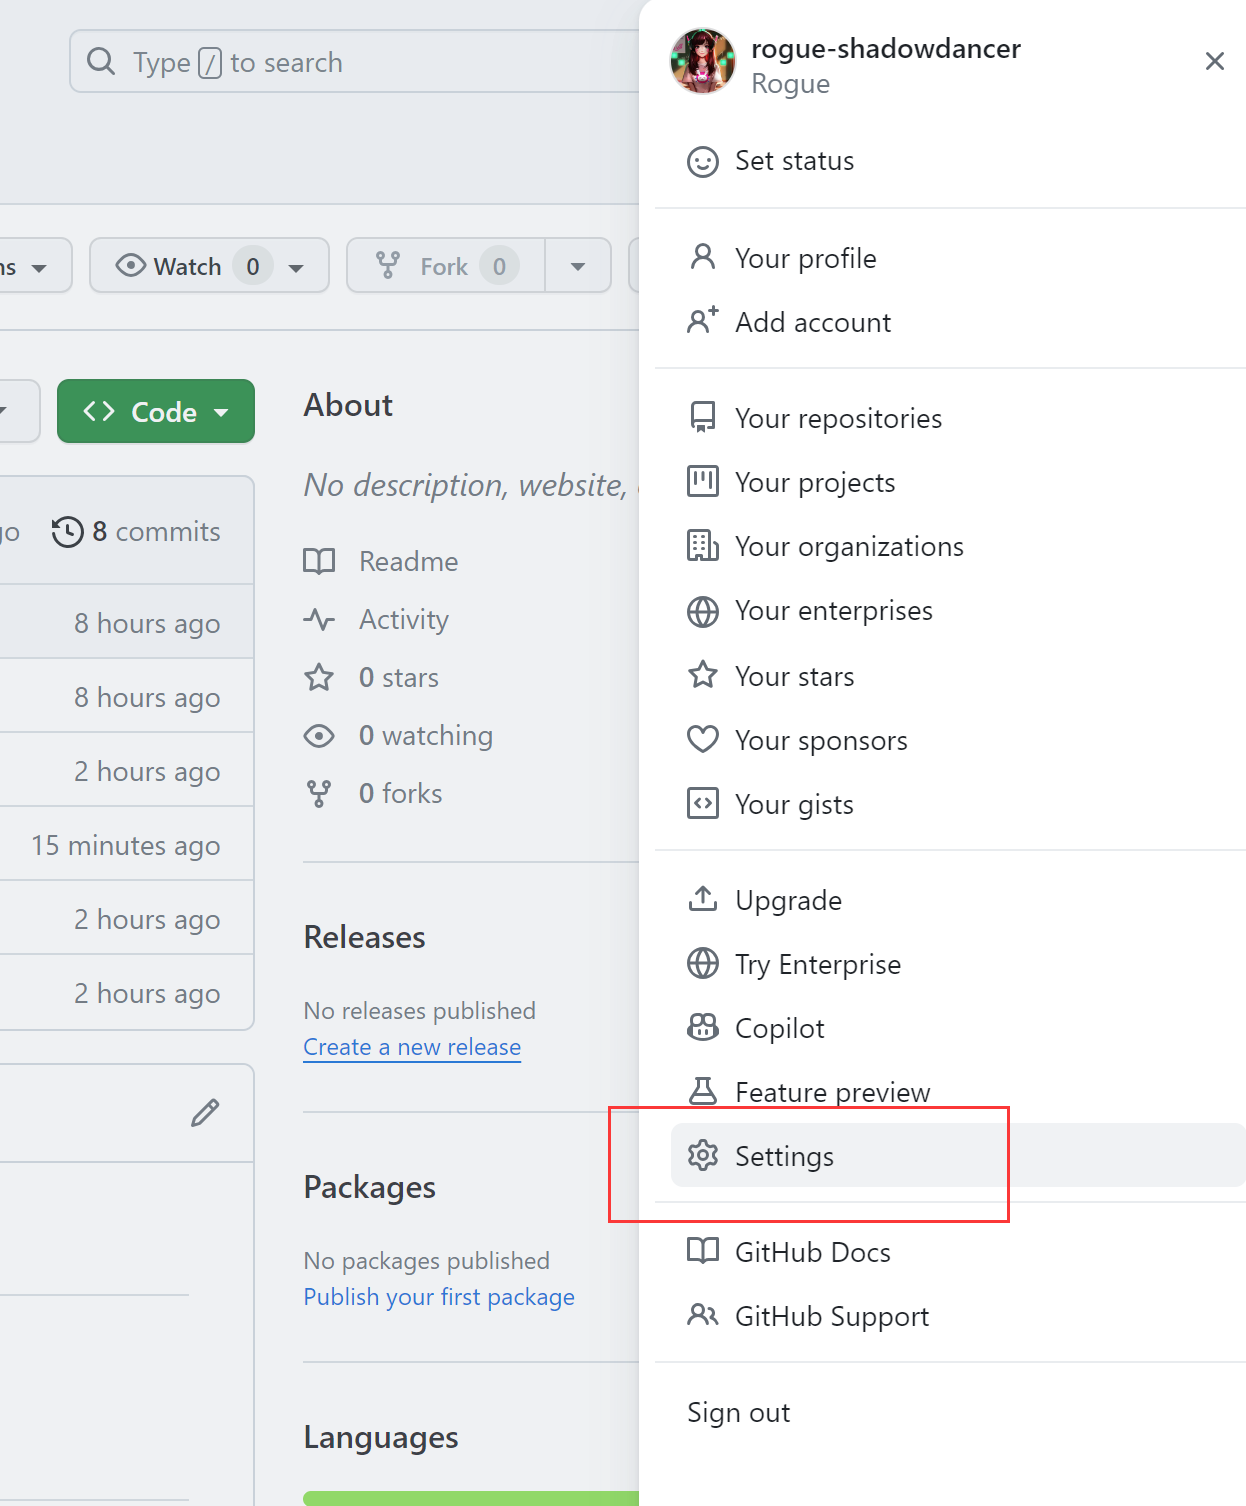 Type / to search
ns
Watch 0
Fork 0
Code
go
8 commits
8 hours ago
8 hours ago
2 hours ago
15 minutes ago
2 hours ago
2 hours ago
About
No description, website,
Readme
Activity
0 stars
0 watching
0 forks
Releases
No releases published
Create a new release
Packages
No packages published
Publish your first package
Languages
rogue-shadowdancer
Rogue
Set status
Your profile
Add account
Your repositories
Your projects
Your organizations
Your enterprises
Your stars
Your sponsors
Your gists
Upgrade
Try Enterprise
Copilot
Feature preview
Settings
GitHub Docs
GitHub Support
Sign out